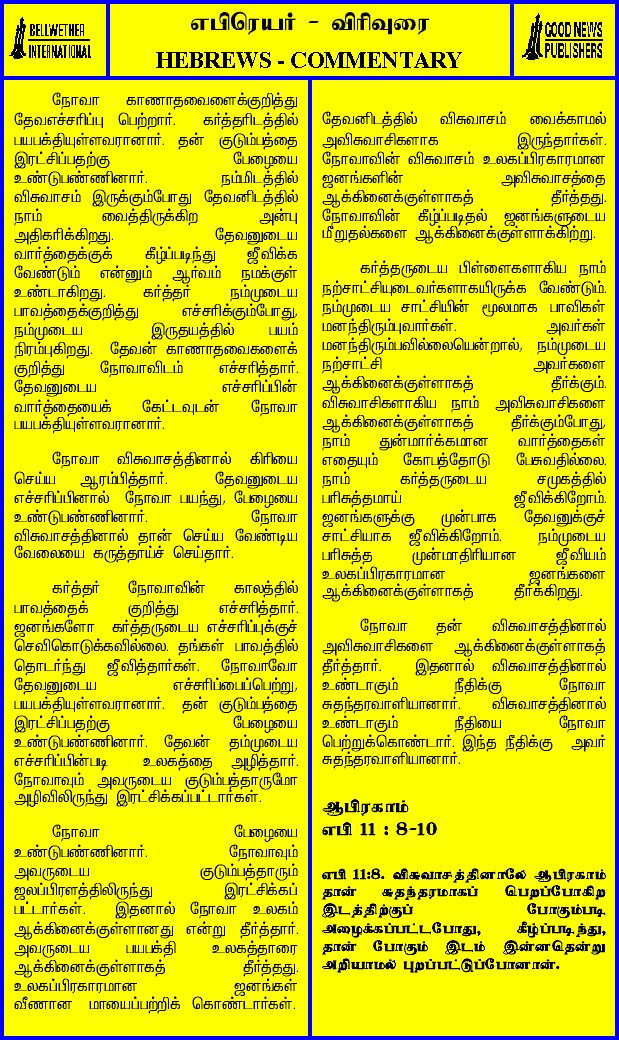 BELLWETHER
INTERNATIONAL
எபிரெயர் - விரிவுரை
HEBREWS - COMMENTARY
GOOD NEWS
PUBLISHERS
நோவா காணாதவைளைக்குறித்து
தேவஎச்சரிப்பு பெற்றார். கர்த்தரிடத்தில்
பயபக்தியுள்ளவரானார். தன் குடும்பத்தை
இரட்சிப்பதற்கு பேழையை
உண்டுபண்ணினார். நம்மிடத்தில்
விசுவாசம் இருக்கும்போது தேவனிடத்தில்
நாம் வைத்திருக்கிற அன்பு
அதிகரிக்கிறது. தேவனுடைய
வார்த்தைக்குக் கீழ்ப்படிந்து ஜீவிக்க
வேண்டும் என்னும் ஆர்வம் நமக்குள்
உண்டாகிறது. கர்த்தர் நம்முடைய
பாவத்தைக்குறித்து எச்சரிக்கும்போது,
நம்முடைய இருதயத்தில் பயம்
நிரம்புகிறது. தேவன் காணாதவைகளைக்
குறித்து நோவாவிடம் எச்சரித்தார்.
தேவனுடைய எச்சரிப்பின்
வார்த்தையைக் கேட்டவுடன் நோவா
பயபக்தியுள்ளவரானார்.
நோவா விசுவாசத்தினால் கிரியை
செய்ய ஆரம்பித்தார். தேவனுடைய
எச்சரிப்பினால் நோவா பயந்து, பேழையை
உண்டுபண்ணினார். நோவா
விசுவாசத்தினால் தான் செய்ய வேண்டிய
வேலையை கருத்தாய்ச் செய்தார்.
கர்த்தர் நோவாவின் காலத்தில்
பாவத்தைக் குறித்து எச்சரித்தார்.
ஜனங்களோ கர்த்தருடைய எச்சரிப்புக்குச்
செவிகொடுக்கவில்லை. தங்கள் பாவத்தில்
தொடர்ந்து ஜீவித்தார்கள். நோவாவோ
தேவனுடைய எச்சரிப்பைப்பெற்று,
பயபக்தியுள்ளவரானார். தன் குடும்பத்தை
இரட்சிப்பதற்கு பேழையை
உண்டுபண்ணினார். தேவன் தம்முடைய
எச்சரிப்பின்படி உலகத்தை அழித்தார்.
நோவாவும் அவருடைய குடும்பத்தாருமோ
அழிவிலிருந்து இரட்சிக்கப்பட்டார்கள்.
நோவா பேழையை
உண்டுபண்ணினார். நோவாவும்
அவருடைய குடும்பத்தாரும்
ஜலப்பிரளத்திலிருந்து இரட்சிக்கப்
பட்டார்கள். இதனால் நோவா உலகம்
ஆக்கினைக்குள்ளானது என்று தீர்த்தார்.
அவருடைய பயபக்தி உலகத்தாரை
ஆக்கினைக்குள்ளாகத் தீர்த்தது.
உலகப்பிரகாரமான ஜனங்கள்
வீணான மாயைப்பற்றிக் கொண்டார்கள்.
தேவனிடத்தில் விசுவாசம் வைக்காமல்
அவிசுவாசிகளாக இருந்தார்கள்.
நோவாவின் விசுவாசம் உலகப்பிரகாரமான
ஜனங்களின் அவிசுவாசத்தை
ஆக்கினைக்குள்ளாகத் தீர்த்தது.
நோவாவின் கீழ்ப்படிதல் ஜனங்களுடைய
மீறுதல்களை ஆக்கினைக்குள்ளாக்கிற்று.
கர்த்தருடைய பிள்ளைகளாகிய நாம்
நற்சாட்சியுடைவர்களாகயிருக்க வேண்டும்.
நம்முடைய சாட்சியின் மூலமாக பாவிகள்
மனந்திரும்புவார்கள். அவர்கள்
மனந்திரும்பவில்லையென்றால், நம்முடைய
நற்சாட்சி அவர்களை
ஆக்கினைக்குள்ளாகத் தீர்க்கும்.
விசுவாசிகளாகிய நாம் அவிசுவாசிகளை
ஆக்கினைக்குள்ளாகத் தீர்க்கும்போது,
நாம் துன்மார்க்கமான வார்த்தைகள்
எதையும் கோபத்தோடு பேசுவதில்லை.
நாம் கர்த்தருடைய சமுகத்தில்
பரிசுத்தமாய் ஜீவிக்கிறோம்.
ஜனங்களுக்கு முன்பாக தேவனுக்குச்
சாட்சியாக ஜீவிக்கிறோம். நம்முடைய
பரிசுத்த முன்மாதிரியான ஜீவியம்
உலகப்பிரகாரமான ஜனங்களை
ஆக்கினைக்குள்ளாகத் தீர்க்கிறது.
நோவா தன் விசுவாசத்தினால்
அவிசுவாசிகளை ஆக்கினைக்குள்ளாகத்
தீர்த்தார். இதனால் விசுவாசத்தினால்
உண்டாகும் நீதிக்கு நோவா
சுதந்தரவாளியானார். விசுவாசத்தினால்
உண்டாகும் நீதியை நோவா
பெற்றுக்கொண்டார். இந்த நீதிக்கு அவர்
சுதந்தரவாளியானார்.
ஆபிரகாம்
எபி 11 : 8-10
எபி 11:8. விசுவாசத்தினாலே ஆபிரகாம்
தான் சுதந்தரமாகப் பெறப்போகிற
இடத்திற்குப் போகும்படி
அழைக்கப்பட்டபோது, கீழ்ப்படிந்து,
தான் போகும் இடம் இன்னதென்று
அறியாமல் புறப்பட்டுப்போனான்.